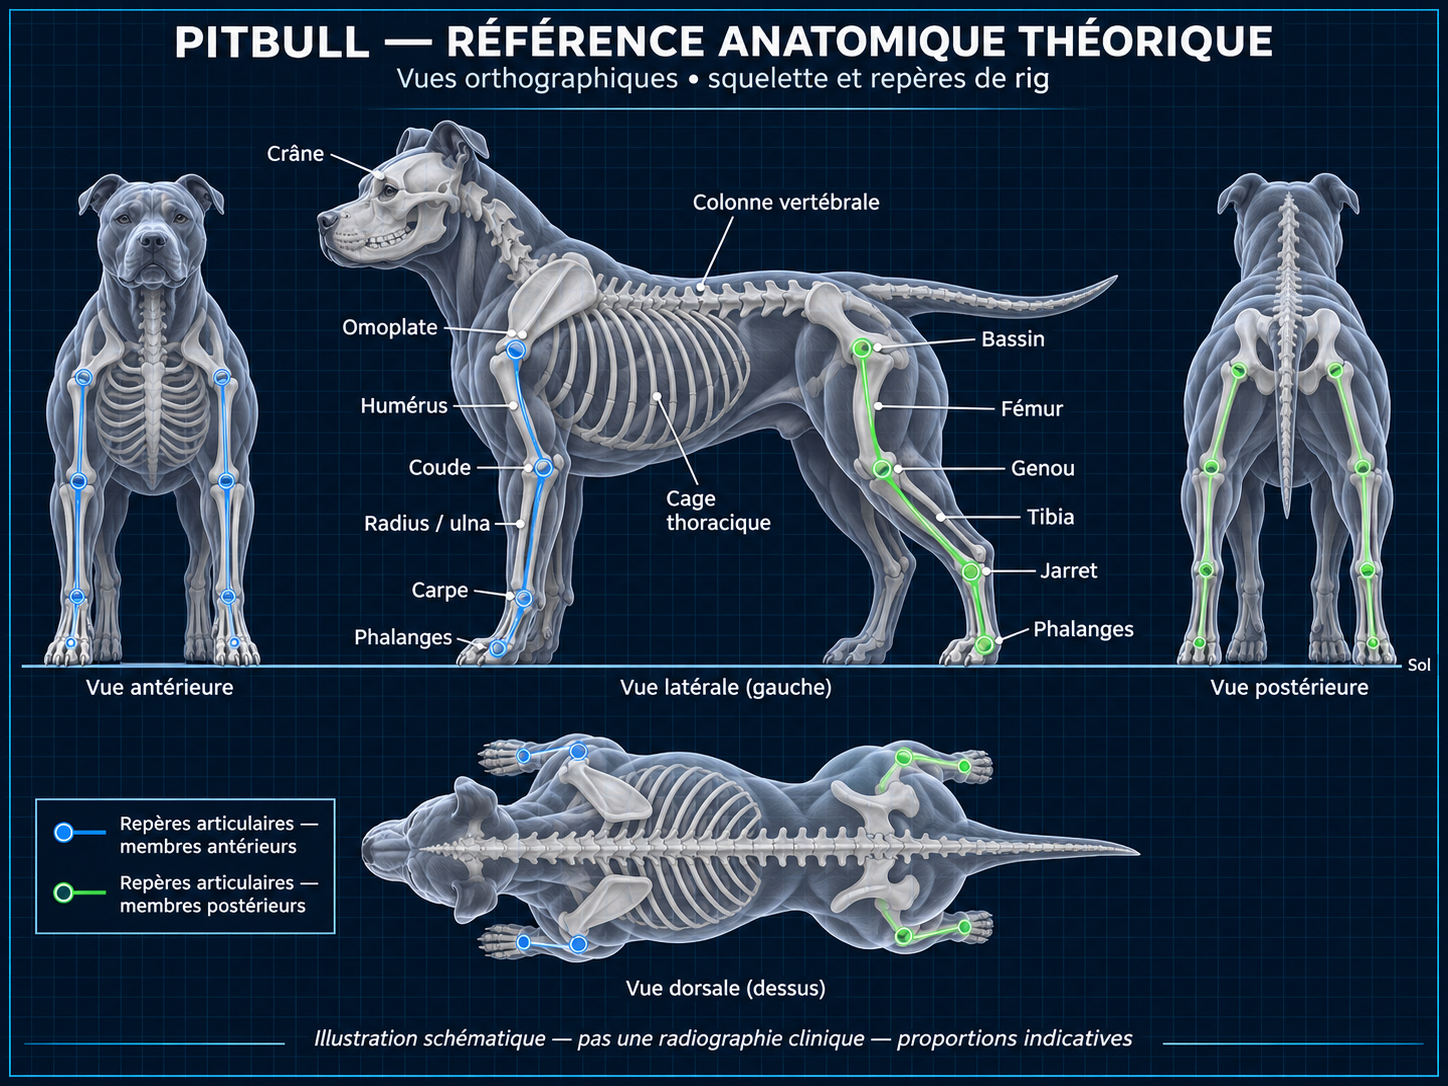 PITBULL — RÉFÉRENCE ANATOMIQUE THÉORIQUE
Vues orthographiques • squelette et repères de rig
Crâne
Colonne vertébrale
Omoplate
Bassin
Humérus
Fémur
Coude
Genou
Cage
thoracique
Radius / ulna
Tibia
Carpe
Jarret
Phalanges
Phalanges
Sol
Vue antérieure
Vue latérale (gauche)
Vue postérieure
Repères articulaires —
membres antérieurs
Repères articulaires —
membres postérieurs
Vue dorsale (dessus)
Illustration schématique — pas une radiographie clinique — proportions indicatives